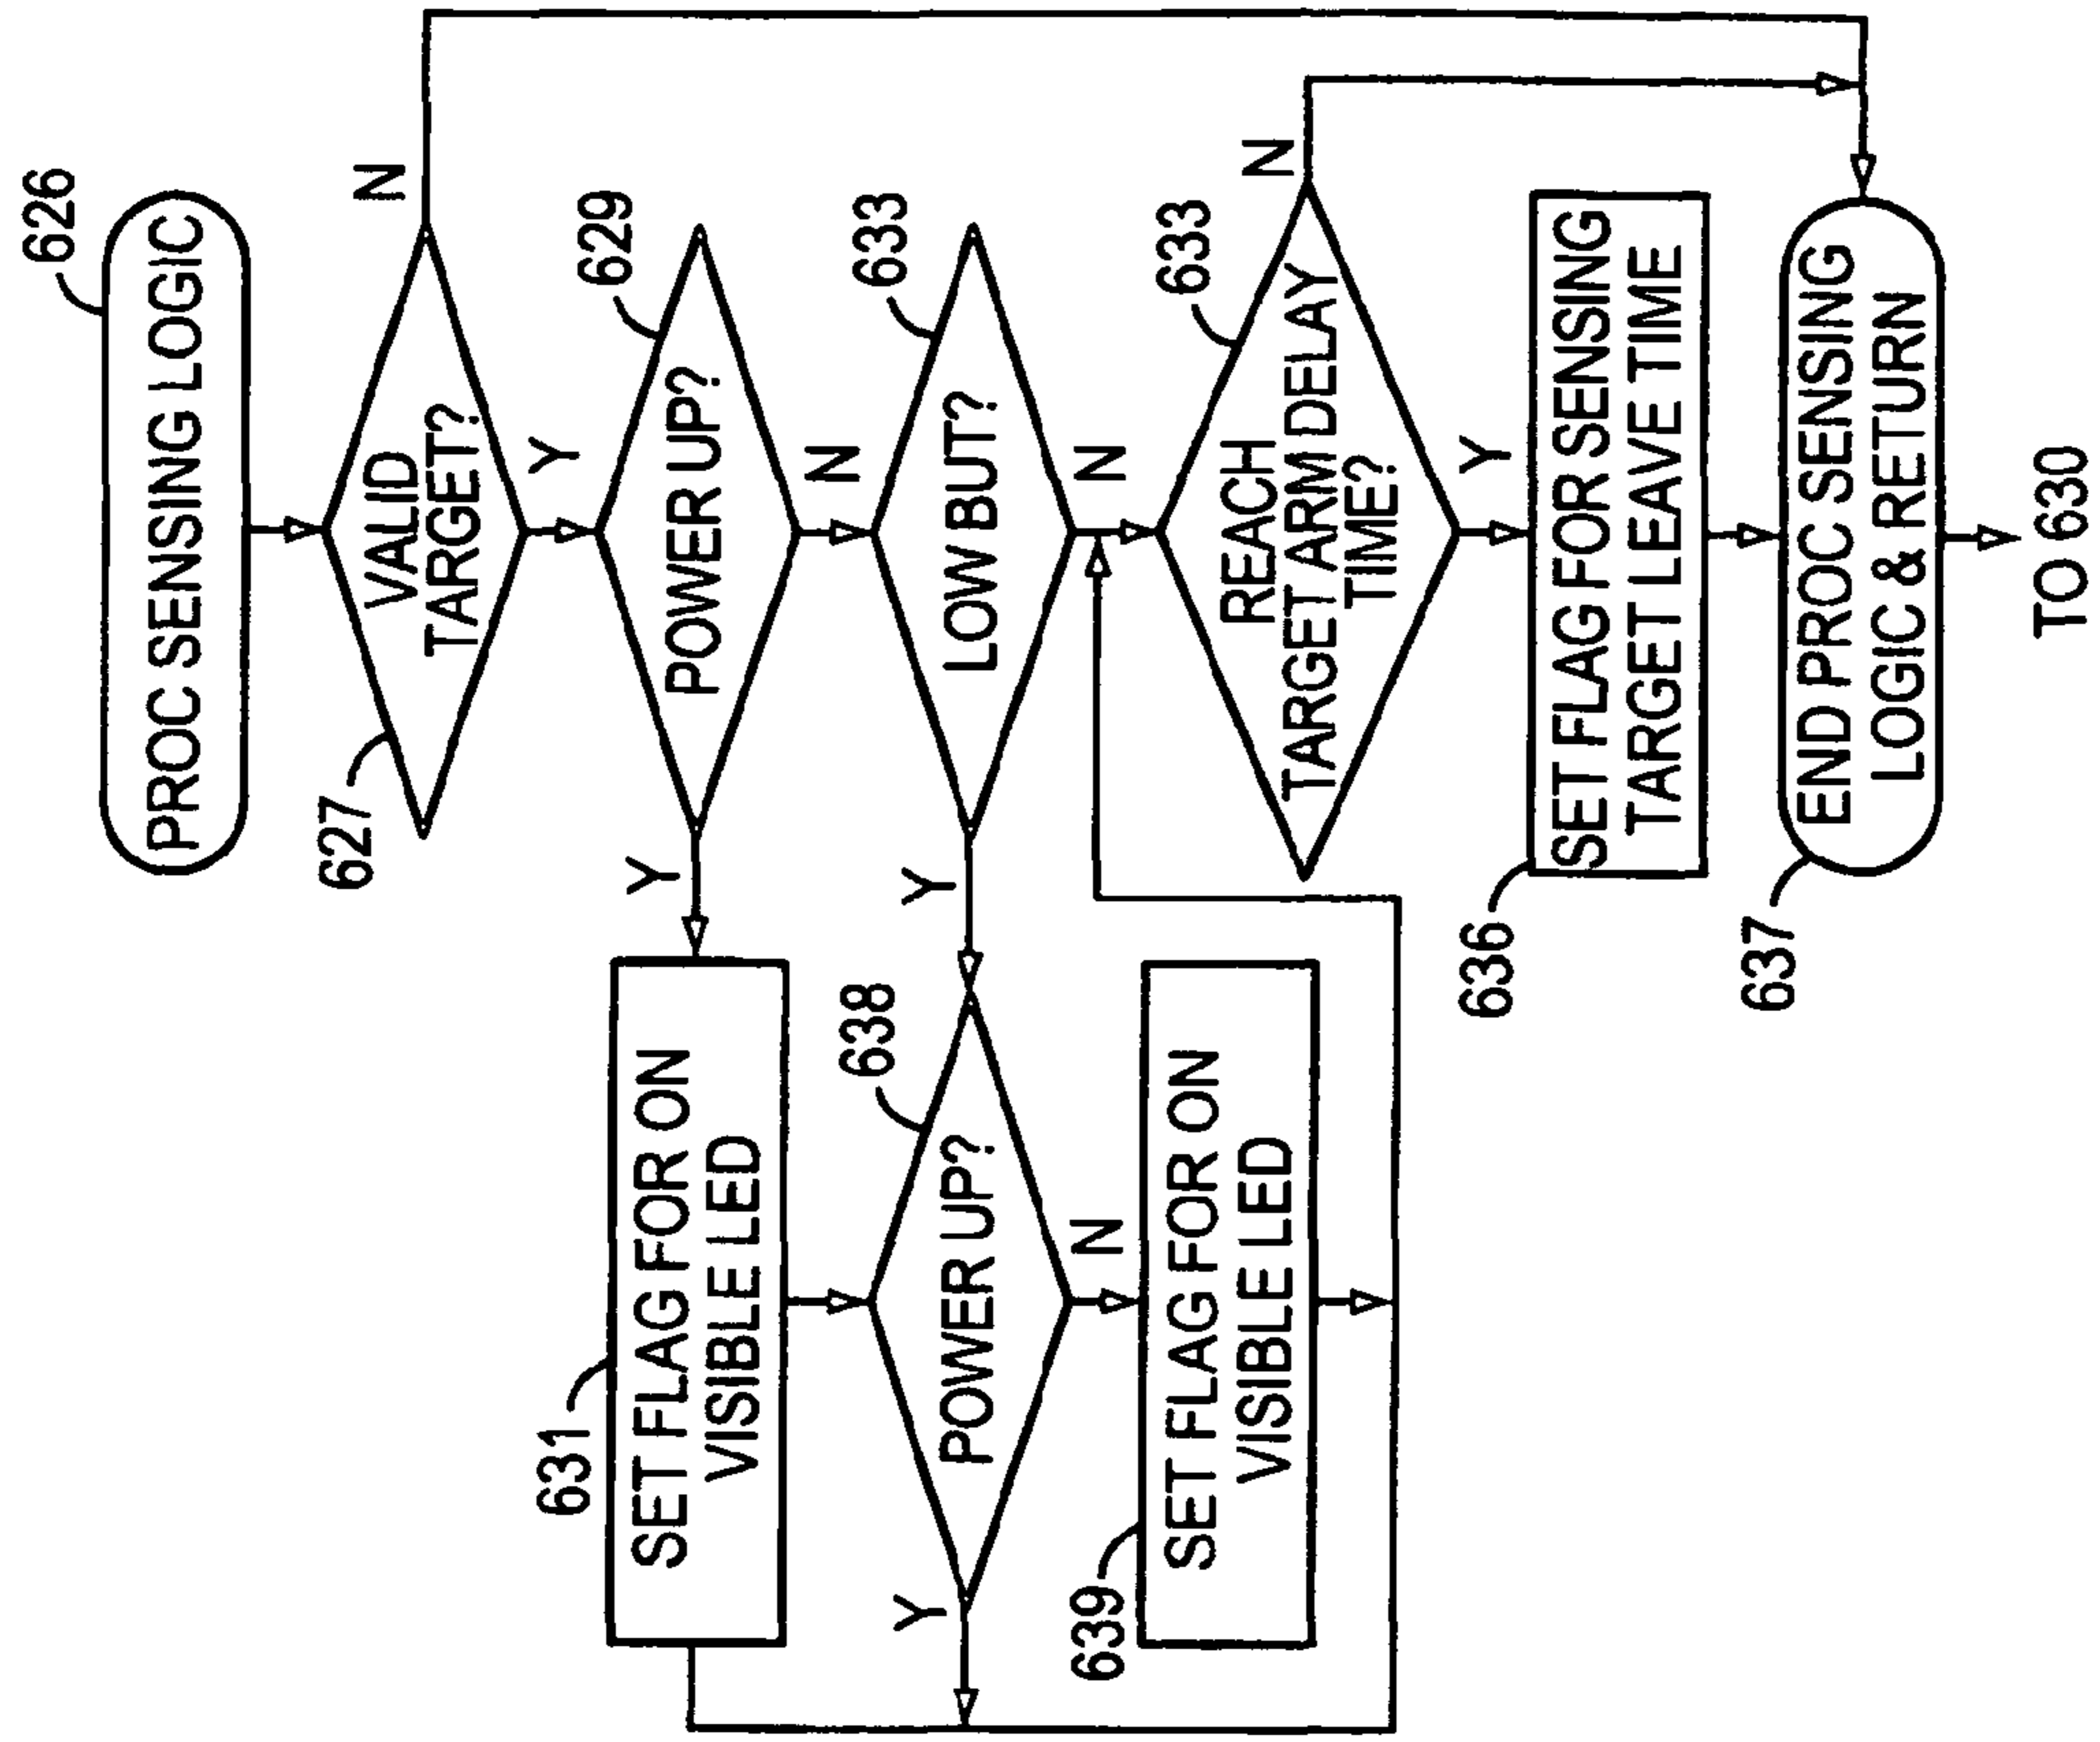 626
PROC SENSING LOGIC
627
VALID
TARGET?
N
Y
629
POWER UP?
Y
N
631
SET FLAG FOR ON
VISIBLE LED
633
LOW BUT?
Y
N
638
POWER UP?
Y
N
639
SET FLAG FOR ON
VISIBLE LED
633
REACH
TARGET ARM DELAY
TIME?
N
Y
636
SET FLAG FOR SENSING
TARGET LEAVE TIME
637
END PROC SENSING
LOGIC & RETURN
TO 630